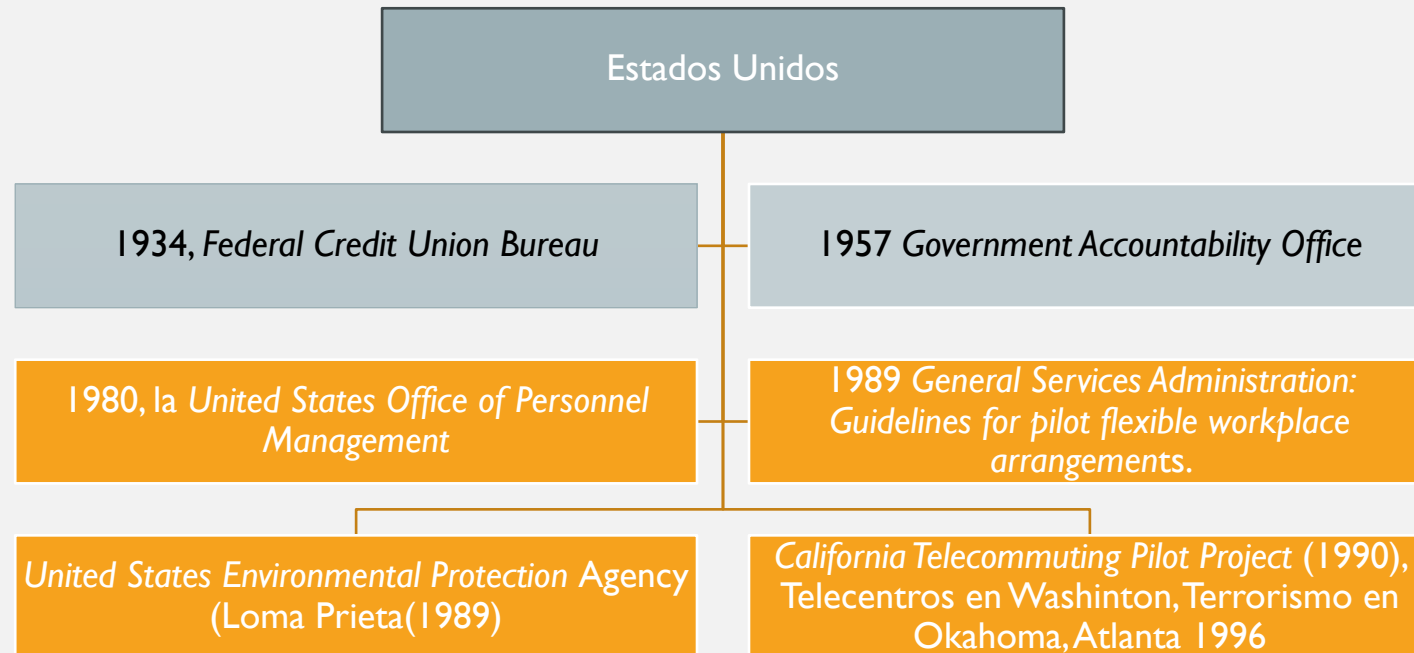 Estados Unidos
1934, Federal Credit Union Bureau
1957 Government Accountability Office
1980, la United States Office of Personnel
Management
1989 General Services Administration:
Guidelines for pilot flexible workplace
arrangements.
United States Environmental Protection Agency
(Loma Prieta(1989)
California Telecommuting Pilot Project (1990),
Telecentros en Washinton, Terrorismo en
Okahoma, Atlanta 1996